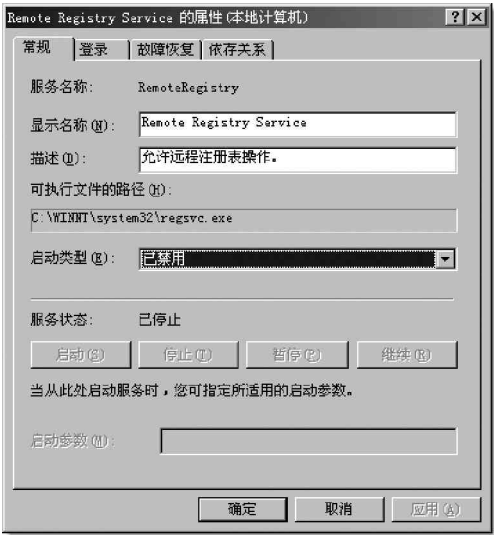 Remote Registry Service 的属性(本地计算机)
常规 登录 故障恢复 依存关系
服务名称: RemoteRegistry
显示名称(N): Remote Registry Service
描述(D): 允许远程注册表操作。
可执行文件的路径(H):
C:\WINNT\system32\regsvc.exe
启动类型(E): 已禁用
服务状态: 已停止
启动(S) 停止(T) 暂停(P) 继续(R)
当从此处启动服务时，您可指定所适用的启动参数。
启动参数(M):
确定 取消 应用(A)